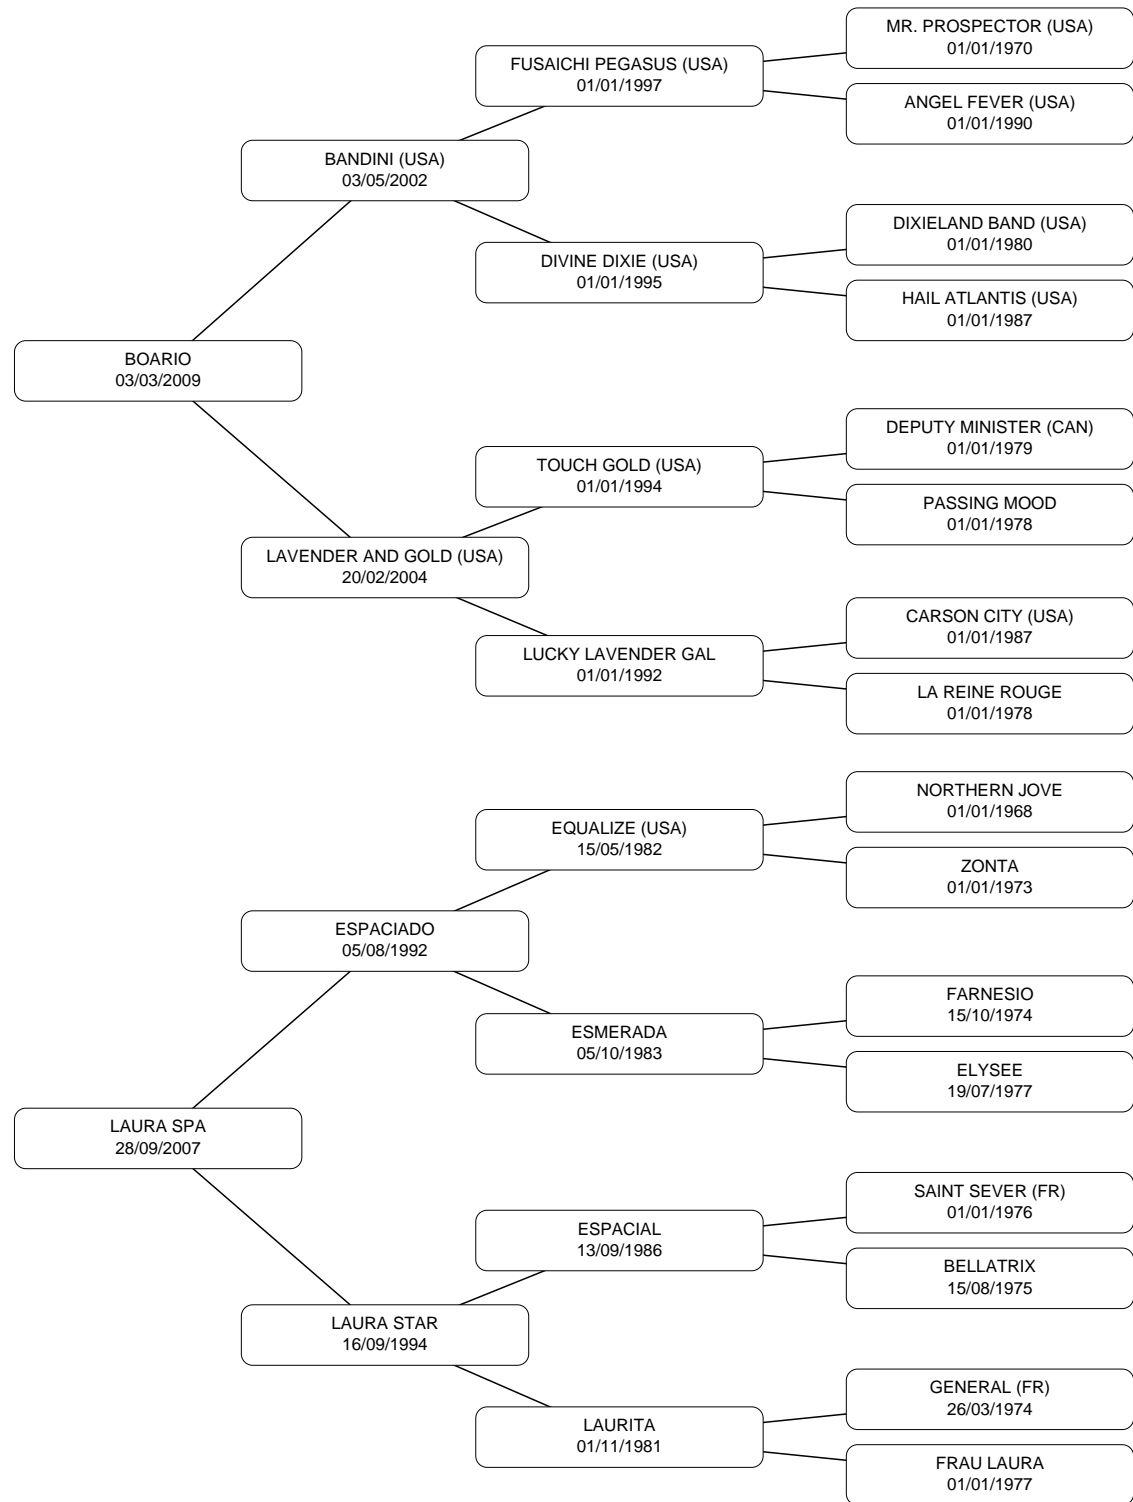 MR. PROSPECTOR (USA)
01/01/1970
FUSAICHI PEGASUS (USA)
01/01/1997
ANGEL FEVER (USA)
01/01/1990
BANDINI (USA)
03/05/2002
DIXIELAND BAND (USA)
01/01/1980
DIVINE DIXIE (USA)
01/01/1995
HAIL ATLANTIS (USA)
01/01/1987
BOARIO
03/03/2009
DEPUTY MINISTER (CAN)
01/01/1979
TOUCH GOLD (USA)
01/01/1994
PASSING MOOD
01/01/1978
LAVENDER AND GOLD (USA)
20/02/2004
CARSON CITY (USA)
01/01/1987
LUCKY LAVENDER GAL
01/01/1992
LA REINE ROUGE
01/01/1978
NORTHERN JOVE
01/01/1968
EQUALIZE (USA)
15/05/1982
ZONTA
01/01/1973
ESPACIADO
05/08/1992
FARNESIO
15/10/1974
ESMERADA
05/10/1983
ELYSEE
19/07/1977
LAURA SPA
28/09/2007
SAINT SEVER (FR)
01/01/1976
ESPACIAL
13/09/1986
BELLATRIX
15/08/1975
LAURA STAR
16/09/1994
GENERAL (FR)
26/03/1974
LAURITA
01/11/1981
FRAU LAURA
01/01/1977